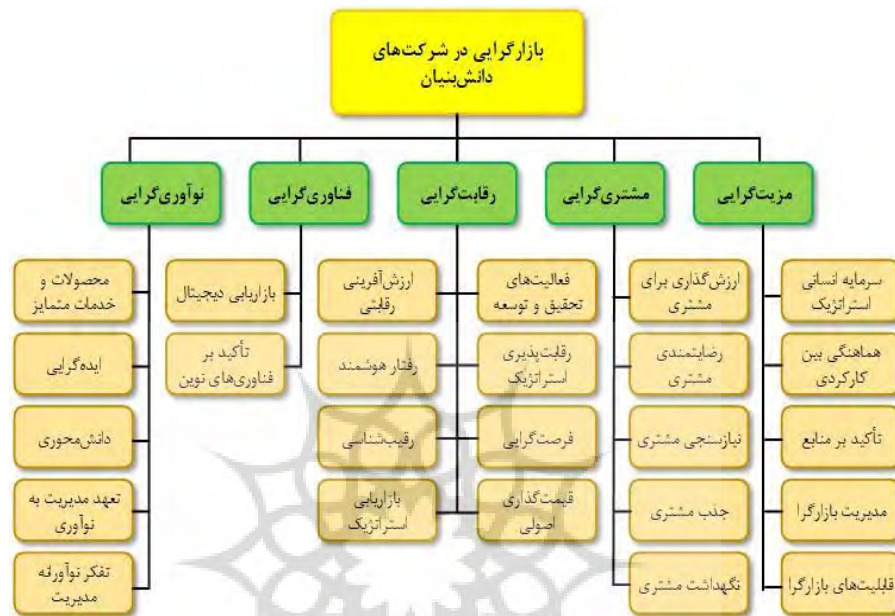 بازارگرایی در شرکت‌های
دانش‌بنیان
مزیت‌گرایی
مشتری‌گرایی
رقابت‌گرایی
فناوری‌گرایی
نوآوری‌گرایی
سرمایه انسانی
استراتژیک
هماهنگی بین
کارکردی
تأکید بر منابع
مدیریت بازارگرا
قابلیت‌های بازارگرا
ارزش‌گذاری برای
مشتری
رضایتمندی
مشتری
نیازسنجی مشتری
جذب مشتری
نگهداشت مشتری
فعالیت‌های
تحقیق و توسعه
رقابت‌پذیری
استراتژیک
فرصت‌گرایی
قیمت‌گذاری
اصولی
ارزش‌آفرینی
رقابتی
رفتار هوشمند
رقیب‌شناسی
بازاریابی
استراتژیک
بازاریابی دیجیتال
تأکید بر
فناوری‌های نوین
محصولات و
خدمات متمایز
ایده‌گرایی
دانش‌محوری
تعهد مدیریت به
نوآوری
تفکر نوآورانه
مدیریت